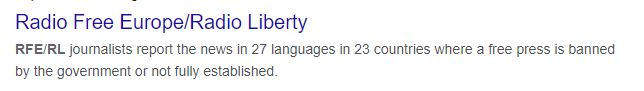 Radio Free Europe/Radio Liberty
RFE/RL journalists report the news in 27 languages in 23 countries where a free press is banned
by the government or not fully established.